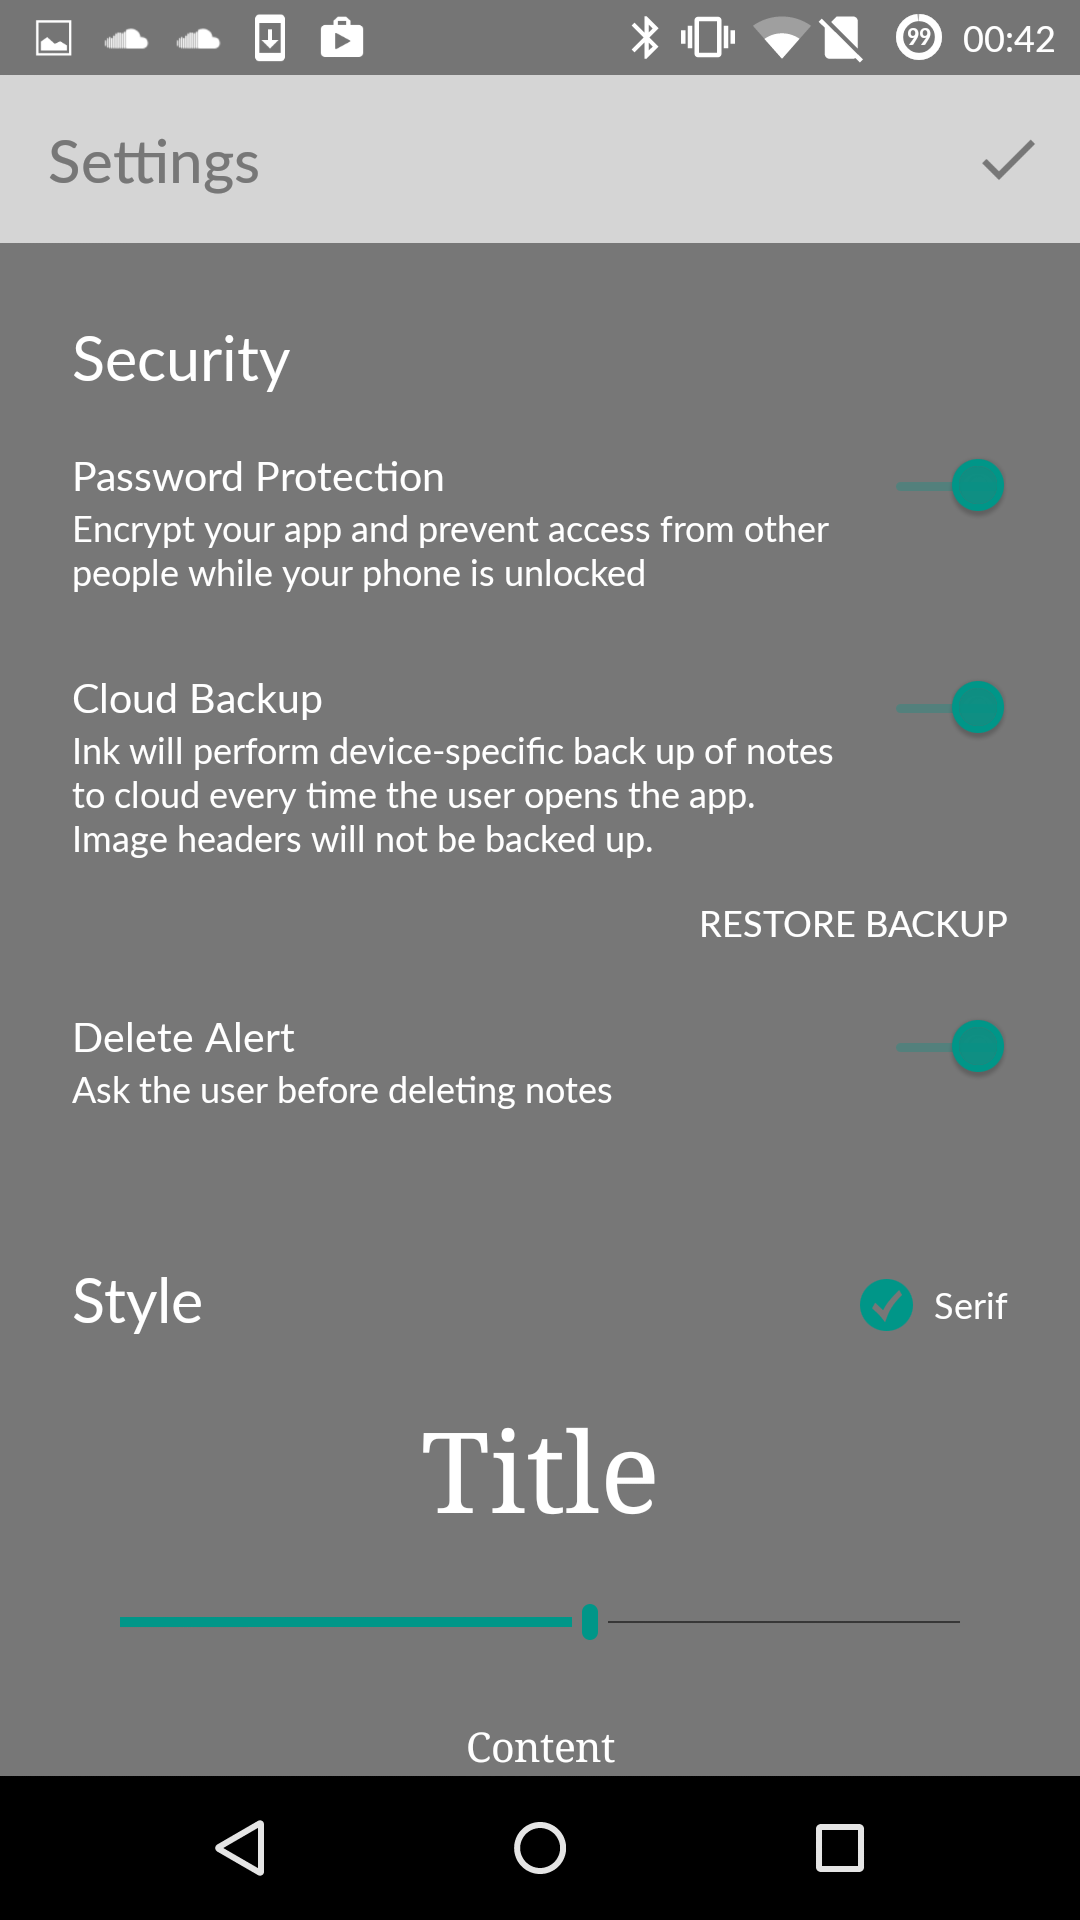 99 00:42
Settings
Security
Password Protection
Encrypt your app and prevent access from other
people while your phone is unlocked
Cloud Backup
Ink will perform device-specific back up of notes
to cloud every time the user opens the app.
Image headers will not be backed up.
RESTORE BACKUP
Delete Alert
Ask the user before deleting notes
Style
Serif
Title
Content